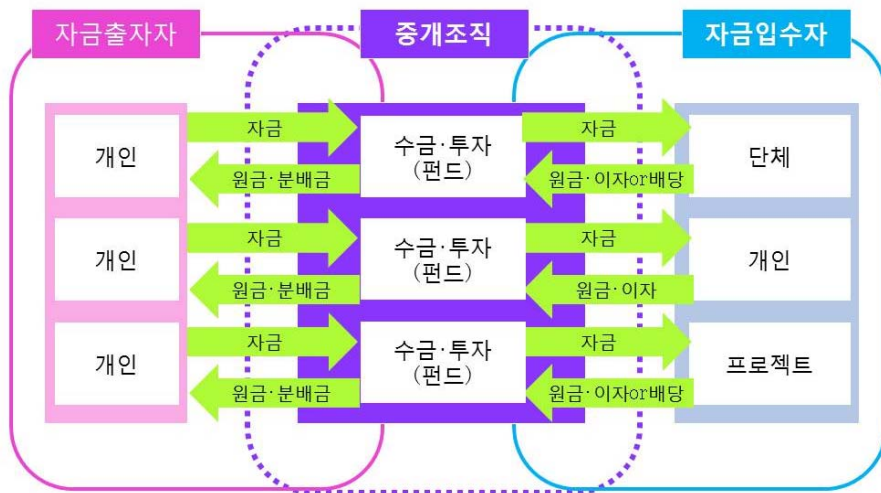 자금출자자
중개조직
자금입수자
개인
자금
원금·분배금
수금·투자
(펀드)
자금
원금·이자or배당
단체
개인
자금
원금·분배금
수금·투자
(펀드)
자금
원금·이자
개인
개인
자금
원금·분배금
수금·투자
(펀드)
자금
원금·이자or배당
프로젝트